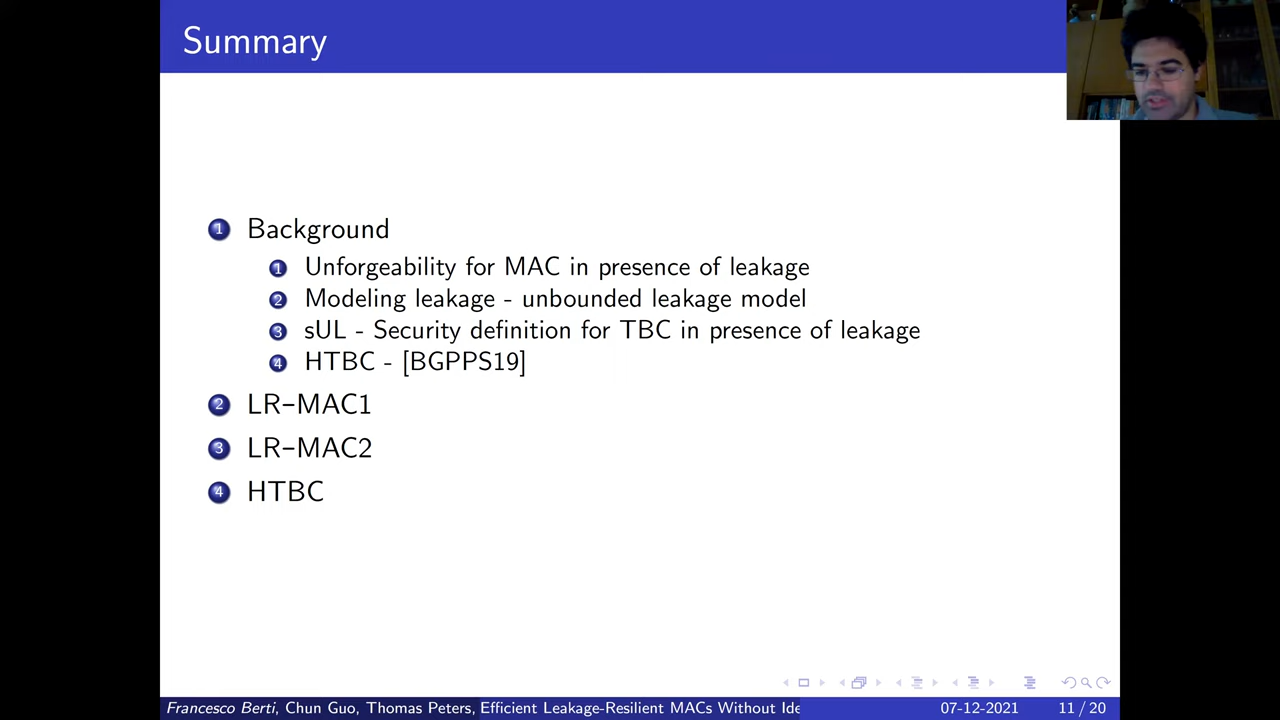 Summary
1 Background
1 Unforgeability for MAC in presence of leakage
2 Modeling leakage - unbounded leakage model
3 sUL - Security definition for TBC in presence of leakage
4 HTBC - [BGPPS19]
2 LR–MAC1
3 LR–MAC2
4 HTBC
Francesco Berti, Chun Guo, Thomas Peters, Efficient Leakage-Resilient MACs Without Ide 07-12-2021 11 / 20